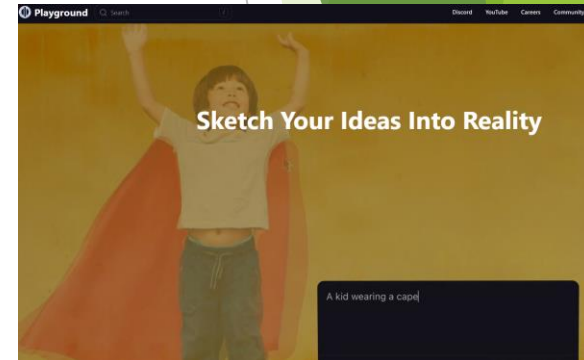 Playground
Search
/
Discord YouTube Careers Community
Sketch Your Ideas Into Reality
A kid wearing a cape